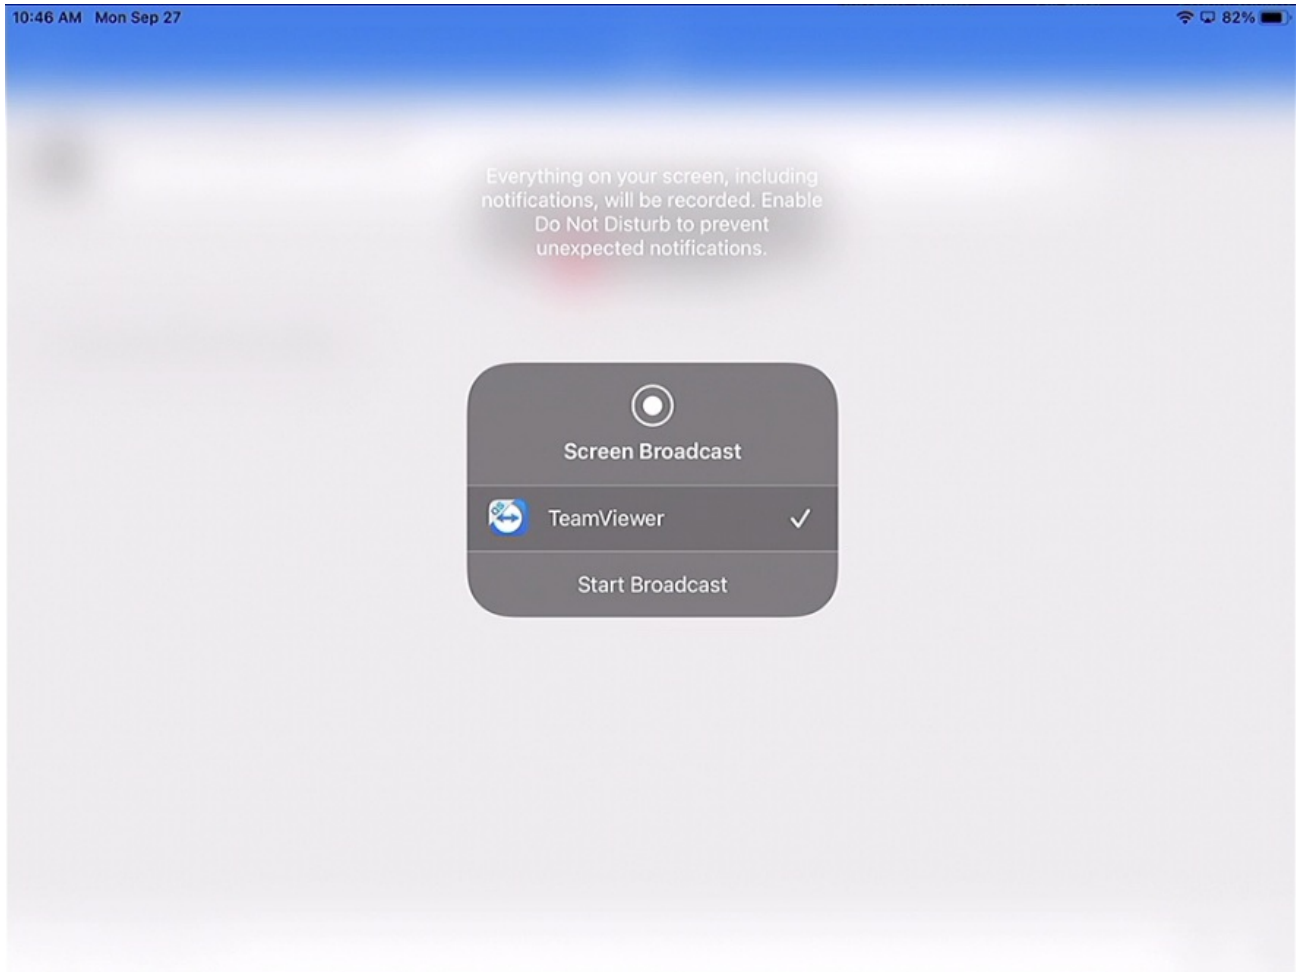 10:46 AM Mon Sep 27
82%
Everything on your screen, including
notifications, will be recorded. Enable
Do Not Disturb to prevent
unexpected notifications.
Screen Broadcast
QS
TeamViewer
Start Broadcast